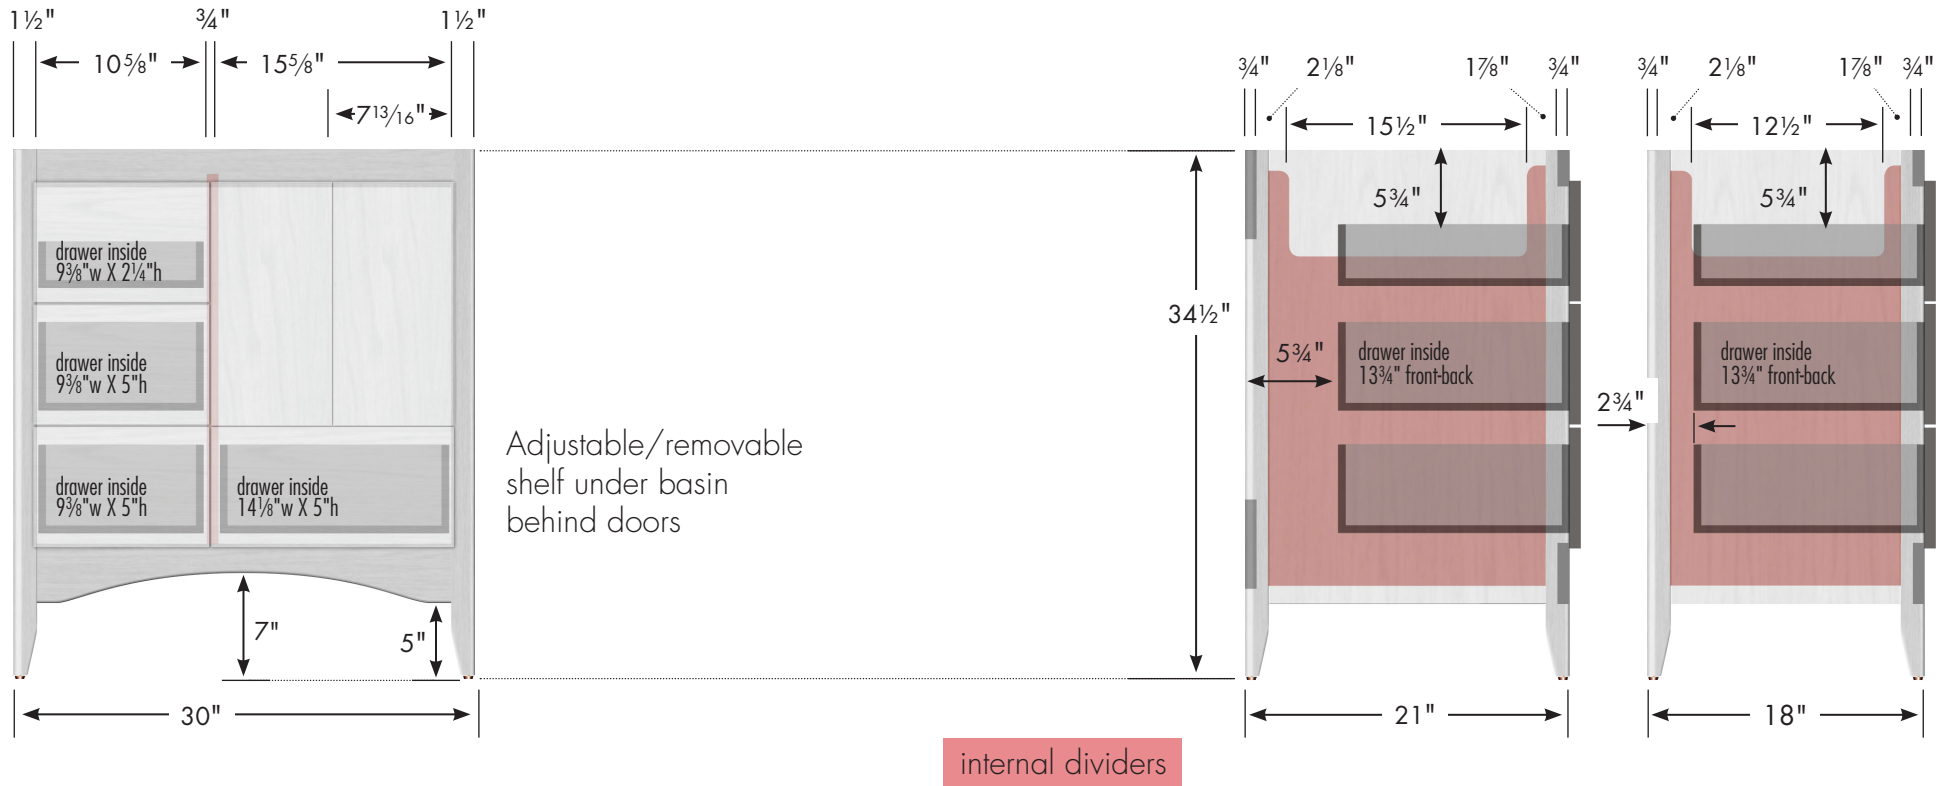 1½" ¾" 1½"
10⅝" 15⅝"
7¹³⁄₁₆"
drawer inside
9⅜"w X 2¼"h
drawer inside
9⅜"w X 5"h
drawer inside
9⅜"w X 5"h
drawer inside
14⅛"w X 5"h
7"
5"
30"
Adjustable/removable
shelf under basin
behind doors
¾" 2⅛" 1⅞" ¾"
15½"
5¾"
34½"
5¾"
drawer inside
13¾" front-back
21"
¾" 2⅛" 1⅞" ¾"
12½"
5¾"
drawer inside
13¾" front-back
2¾"
18"
internal dividers